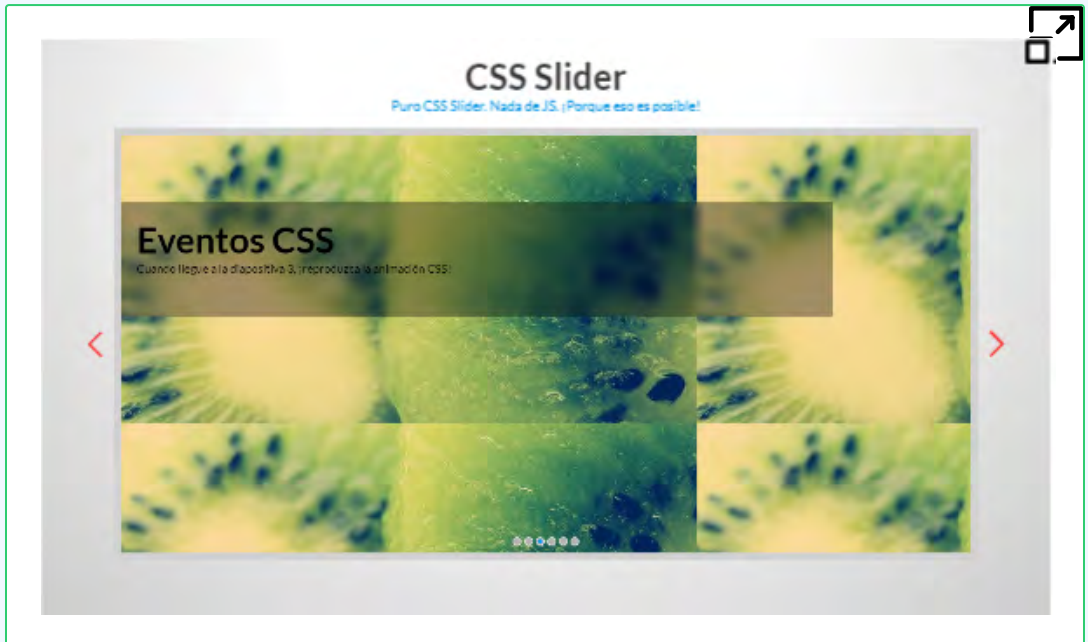 CSS Slider
Puro CSS Slider. Nada de JS. ¡Porque eso es posible!
Eventos CSS
Cuando llegue a la diapositiva 3, ¡reproduzca la animación CSS!